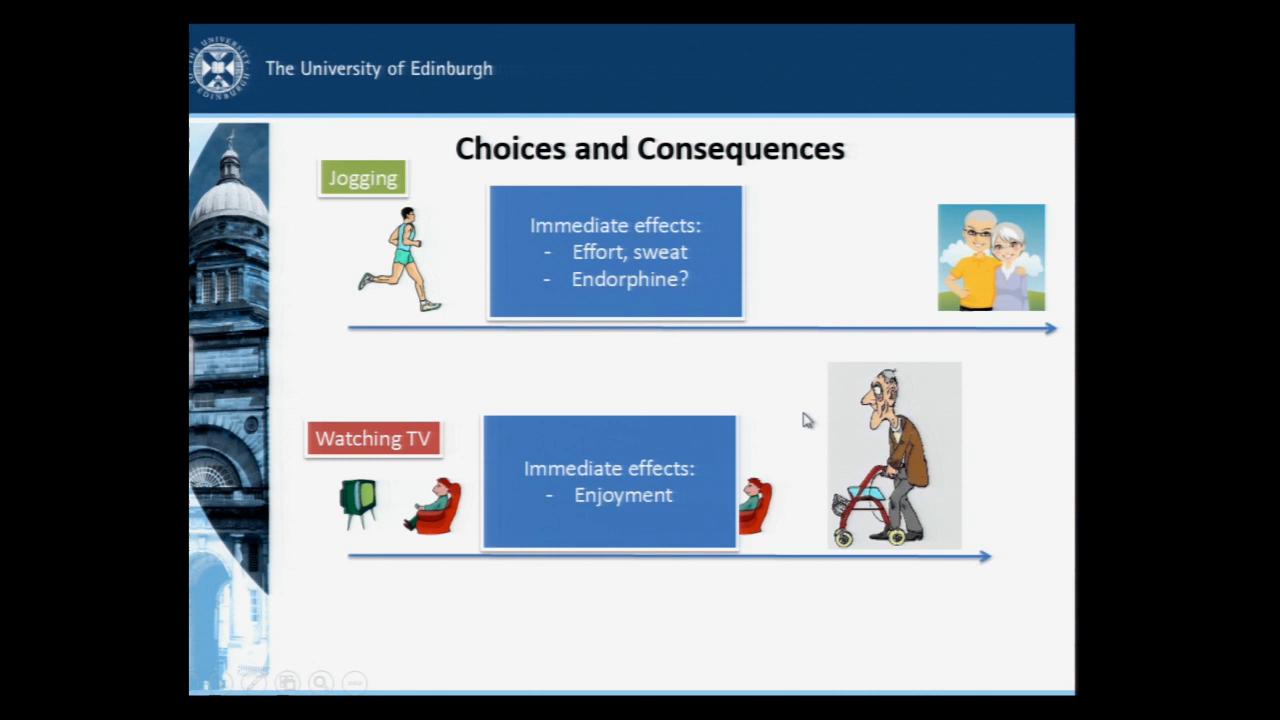 The University of Edinburgh
Choices and Consequences
Jogging
Immediate effects:
- Effort, sweat
- Endorphine?
Watching TV
Immediate effects:
- Enjoyment